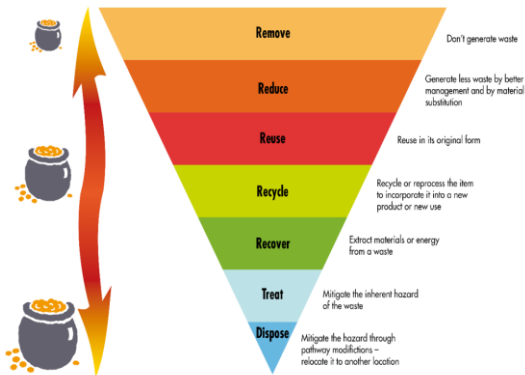 Remove
Don't generate waste
Reduce
Generate less waste by better
management and by material
substitution
Reuse
Reuse in its original form
Recycle
Recycle or reprocess the item
to incorporate it into a new
product or new use
Recover
Extract materials or energy
from a waste
Treat
Mitigate the inherent hazard
of the waste
Dispose
Mitigate the hazard through
pathway modifictions –
relocate it to another location